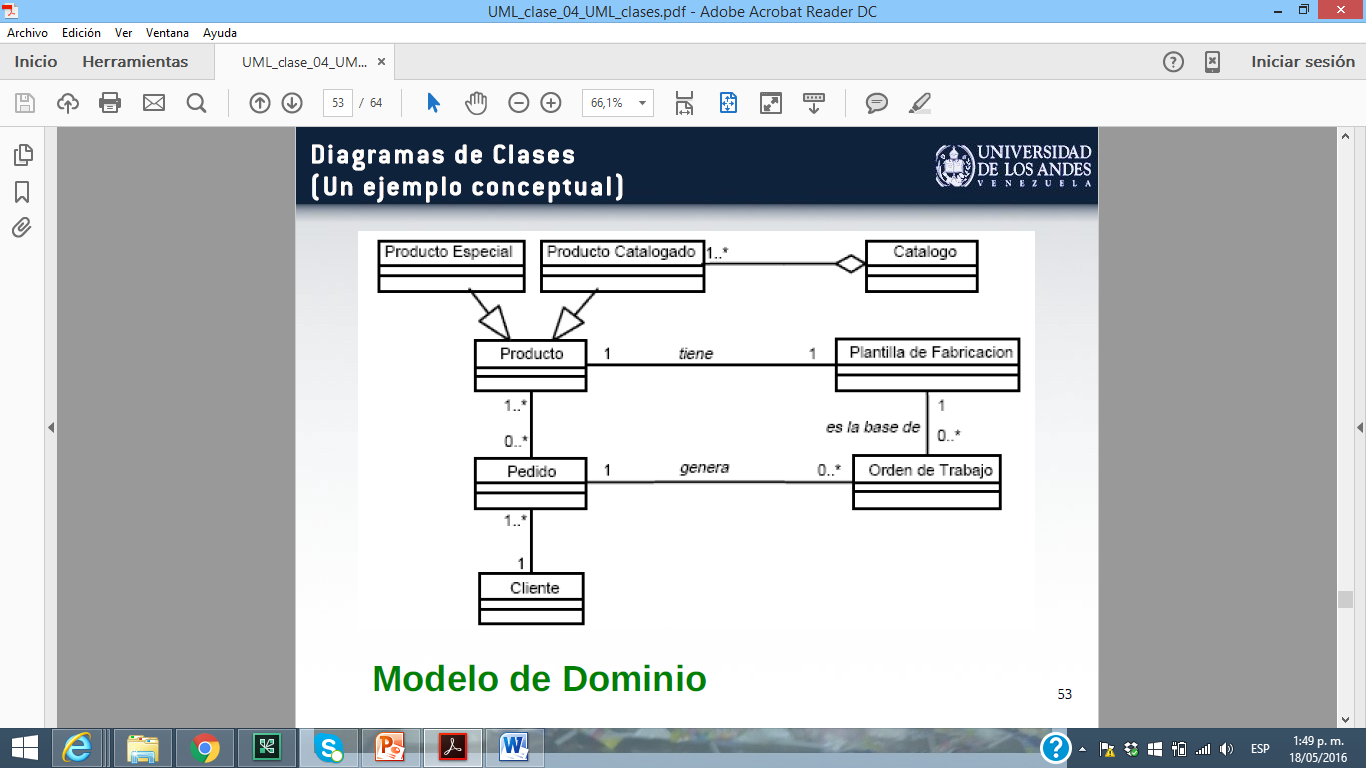 UML_clase_04_UML_clases.pdf - Adobe Acrobat Reader DC
Archivo Edición Ver Ventana Ayuda
Inicio Herramientas UML_clase_04_UM... × Iniciar sesión
53 / 64 66,1%
Diagramas de Clases
(Un ejemplo conceptual)
UNIVERSIDAD
DE LOS ANDES
VENEZUELA
Producto Especial Producto Catalogado 1..* Catalogo
Producto 1 tiene 1 Plantilla de Fabricacion
1..* 1
es la base de
0..* 0..*
Pedido 1 genera 0..* Orden de Trabajo
1..*
1
Cliente
Modelo de Dominio
53
ESP
1:49 p. m.
18/05/2016